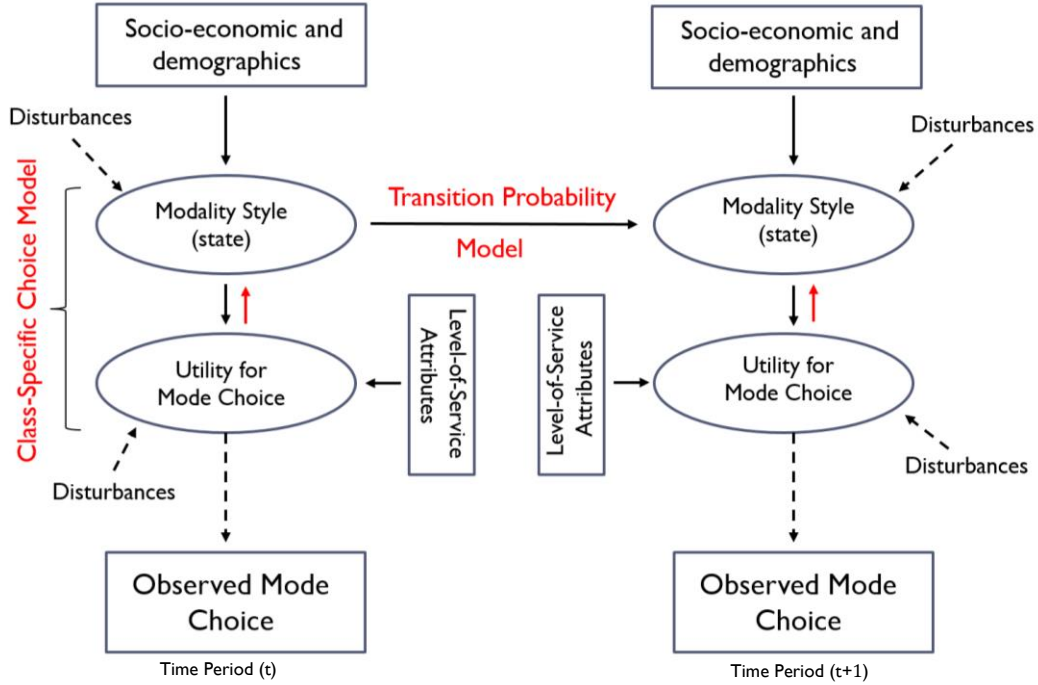 Socio-economic and
demographics
Socio-economic and
demographics
Disturbances
Disturbances
Class-Specific Choice Model
Modality Style
(state)
Transition Probability
Model
Modality Style
(state)
Utility for
Mode Choice
Level-of-Service
Attributes
Level-of-Service
Attributes
Utility for
Mode Choice
Disturbances
Disturbances
Observed Mode
Choice
Observed Mode
Choice
Time Period (t)
Time Period (t+1)